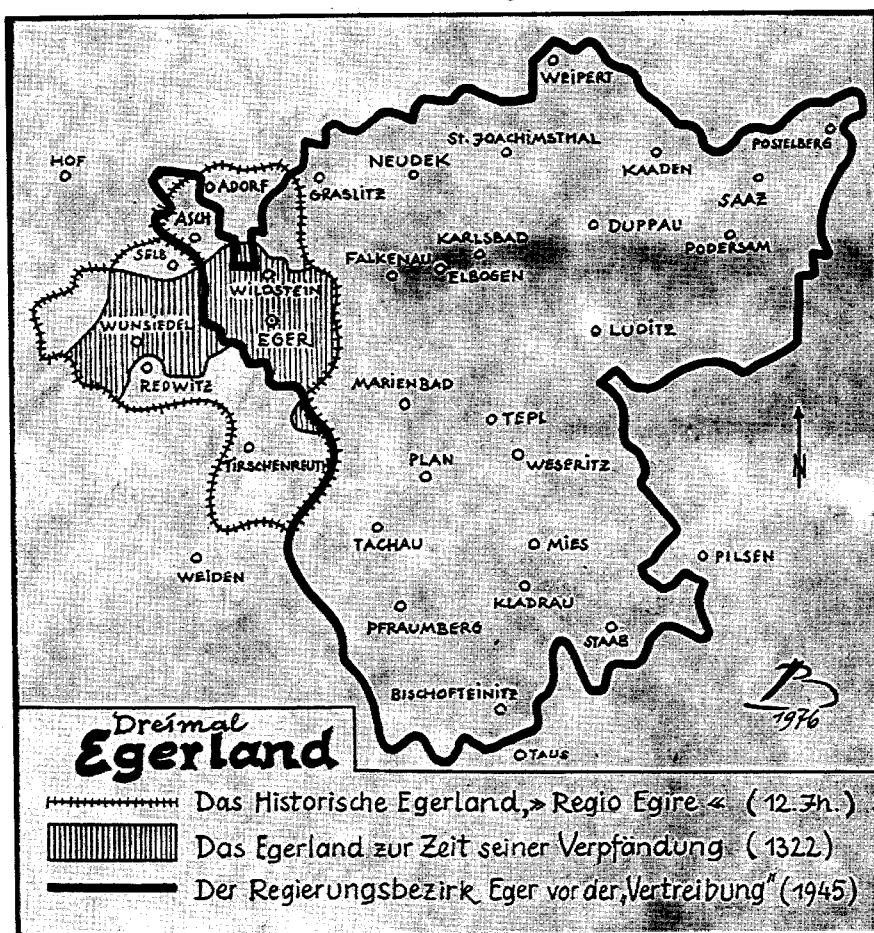 WEIPERT
POSTELBERG
ST. JOACHIMSTHAL
HOF
NEUDEK
KAADEN
ADORF
GRASLITZ
SAAZ
ASCH
DUPPAU
KARLSBAD
PODERSAM
SELB
FALKENAU
WILDSTEIN
ELBOGEN
WUNSIEDEL
EGER
LUDITZ
REDWITZ
MARIENBAD
TEPL
N
TIRSCHENREUTH
PLAN
WESERITZ
TACHAU
MIES
PILSEN
WEIDEN
KLADRAU
PFRAUMBERG
STAAB
BISCHOFTEINITZ
1976
TAUS
Dreimal
Egerland
Das Historische Egerland, » Regio Egire « (12. Jh.)
Das Egerland zur Zeit seiner Verpfändung (1322)
Der Regierungsbezirk Eger vor der „Vertreibung" (1945)